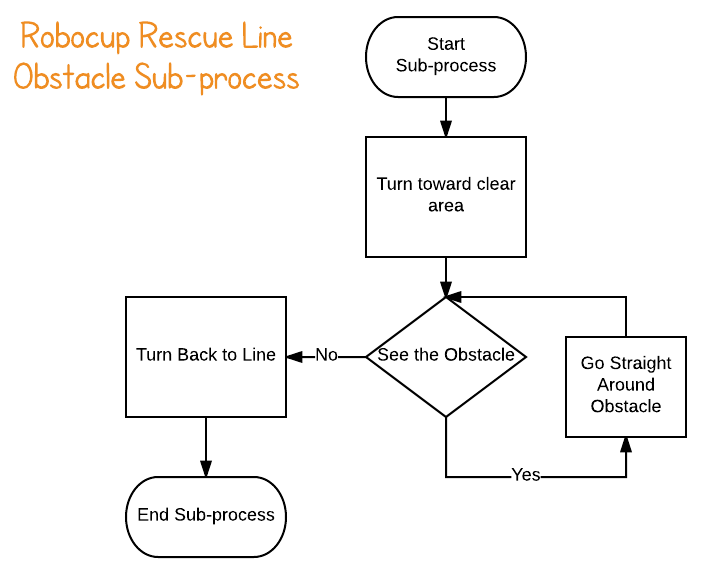 Robocup Rescue Line
Obstacle Sub-process
Start
Sub-process
Turn toward clear
area
Turn Back to Line
No
See the Obstacle
Go Straight
Around
Obstacle
Yes
End Sub-process